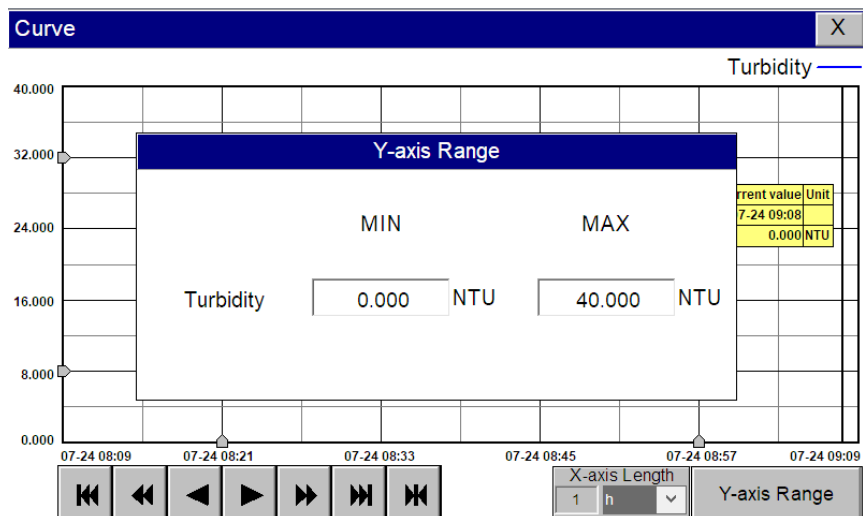 Curve X
Turbidity
40.000
Y-axis Range
32.000
rrent value Unit
7-24 09:08
0.000 NTU
MIN MAX
24.000
Turbidity 0.000 NTU 40.000 NTU
16.000
8.000
0.000
07-24 08:09 07-24 08:21 07-24 08:33 07-24 08:45 07-24 08:57 07-24 09:09
X-axis Length
1 h
Y-axis Range